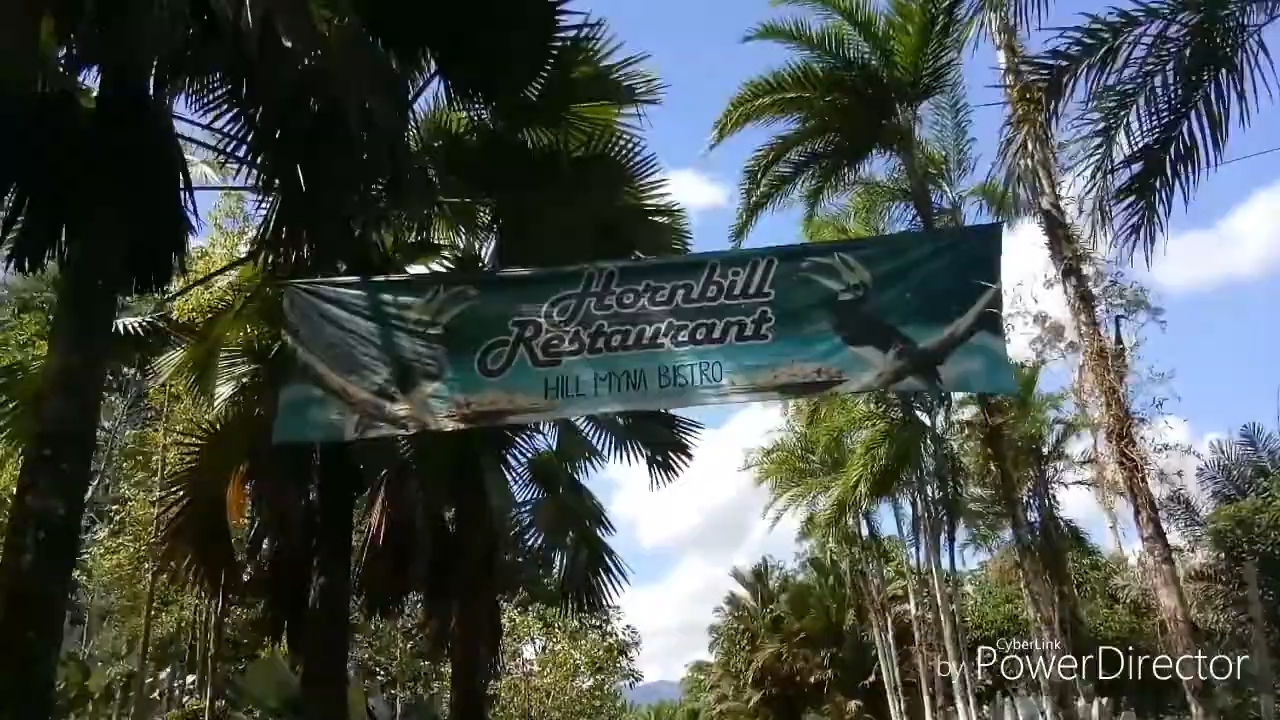 Hornbill
Restaurant
HILL MYNA BISTRO
CyberLink
by PowerDirector